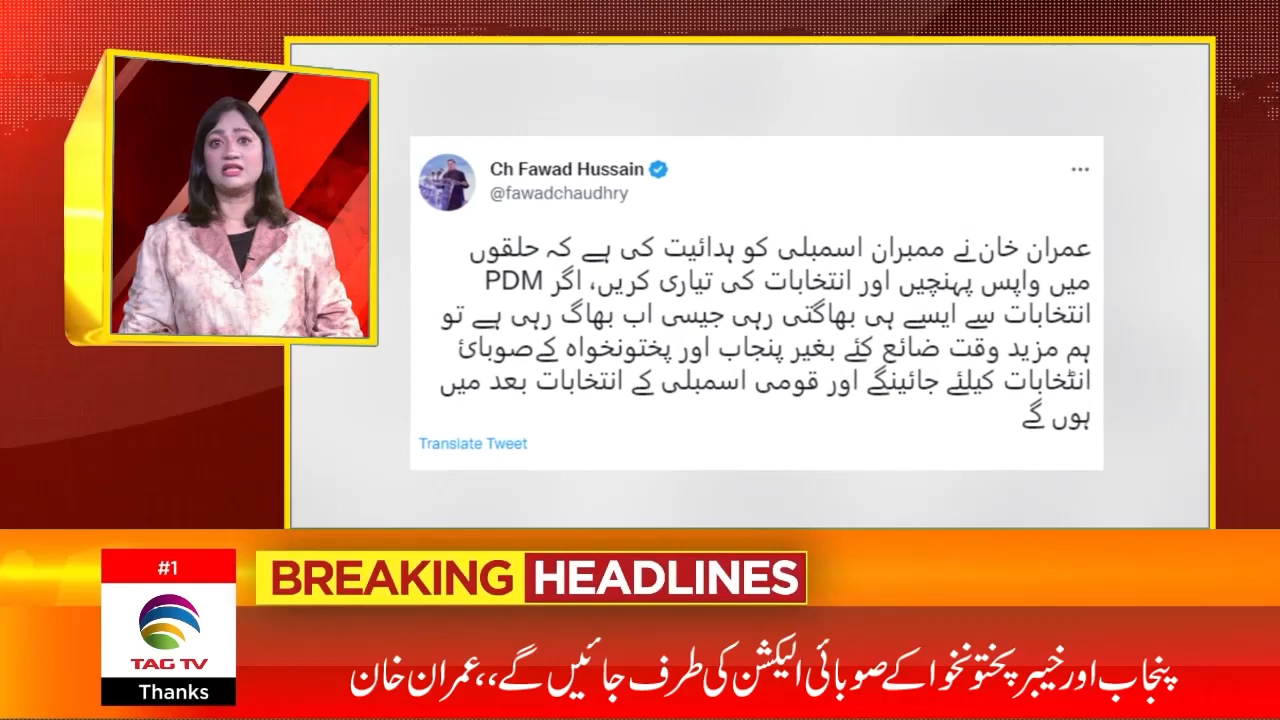 Ch Fawad Hussain
@fawadchaudhry
عمران خان نے ممبران اسمبلی کو ہدائیت کی ہے کہ حلقوں
میں واپس پہنچیں اور انتخابات کی تیاری کریں، اگر PDM
انتخابات سے ایسے ہی بھاگتی رہی جیسی اب بھاگ رہی ہے تو
ہم مزید وقت ضائع کئے بغیر پنجاب اور پختونخواہ کے صوبائ
انٹخابات کیلئے جائینگے اور قومی اسمبلی کے انتخابات بعد میں
ہوں گے
Translate Tweet
#1
TAG TV
Thanks
BREAKING HEADLINES
پنجاب اور خیبر پختونخوا کے صوبائی الیکشن کی طرف جائیں گے،،عمران خان